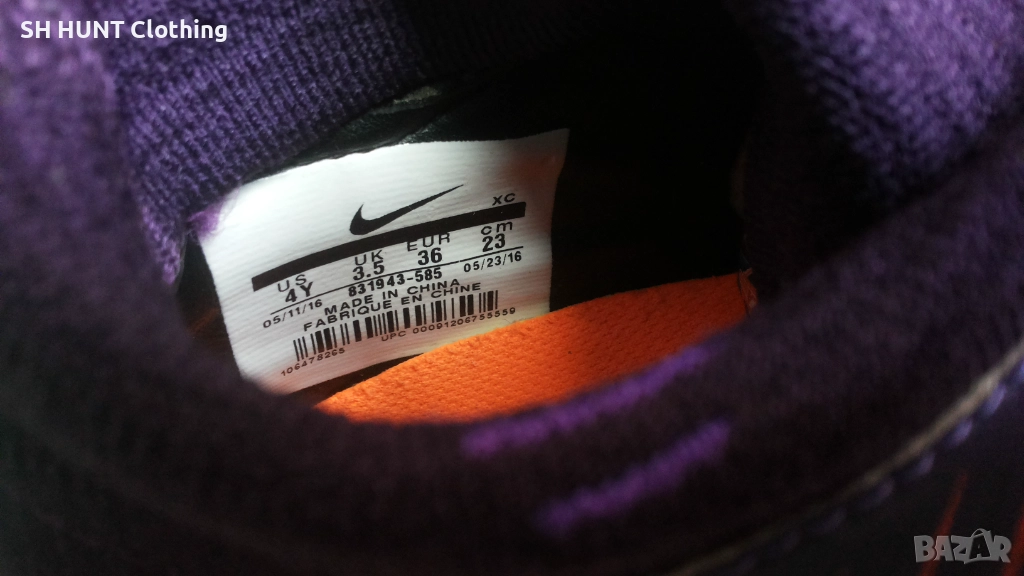 SH HUNT Clothing
XC
US UK EUR cm
4Y 3.5 36 23
05/11/16 831943-585 05/23/16
MADE IN CHINA
FABRIQUE EN CHINE
106478265 UPC 00091206755559
BAZAR